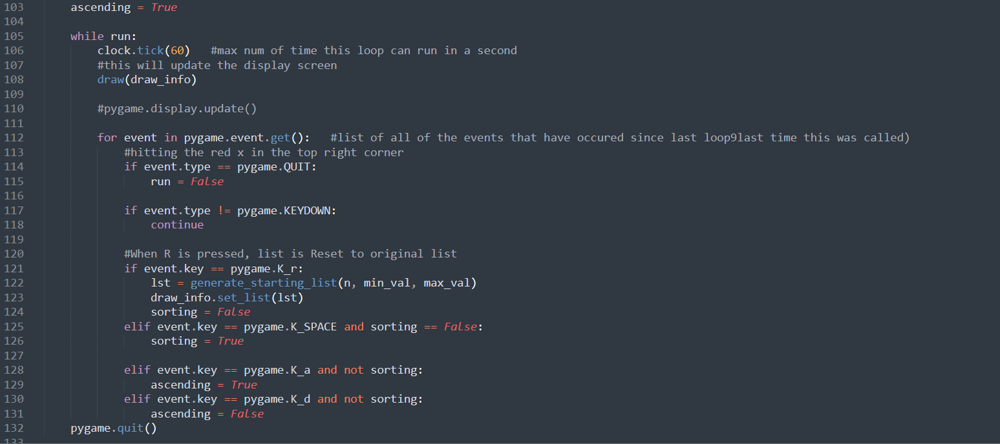 103 ascending = True
104
105 while run:
106 clock.tick(60) #max num of time this loop can run in a second
107 #this will update the display screen
108 draw(draw_info)
109
110 #pygame.display.update()
111
112 for event in pygame.event.get(): #list of all of the events that have occured since last loop9last time this was called)
113 #hitting the red x in the top right corner
114 if event.type == pygame.QUIT:
115 run = False
116
117 if event.type != pygame.KEYDOWN:
118 continue
119
120 #When R is pressed, list is Reset to original list
121 if event.key == pygame.K_r:
122 lst = generate_starting_list(n, min_val, max_val)
123 draw_info.set_list(lst)
124 sorting = False
125 elif event.key == pygame.K_SPACE and sorting == False:
126 sorting = True
127
128 elif event.key == pygame.K_a and not sorting:
129 ascending = True
130 elif event.key == pygame.K_d and not sorting:
131 ascending = False
132 pygame.quit()
133